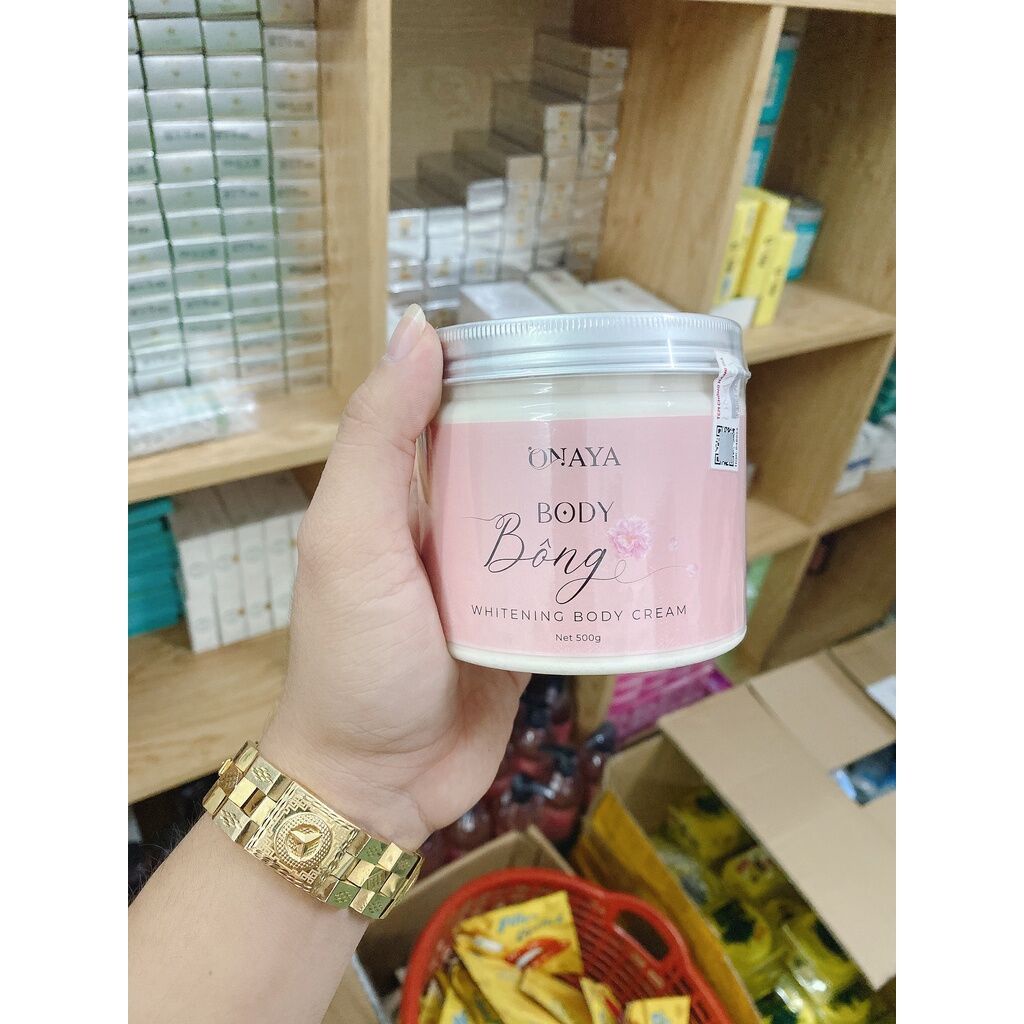 ONAYA
BODY
Bông
WHITENING BODY CREAM
Net 500g